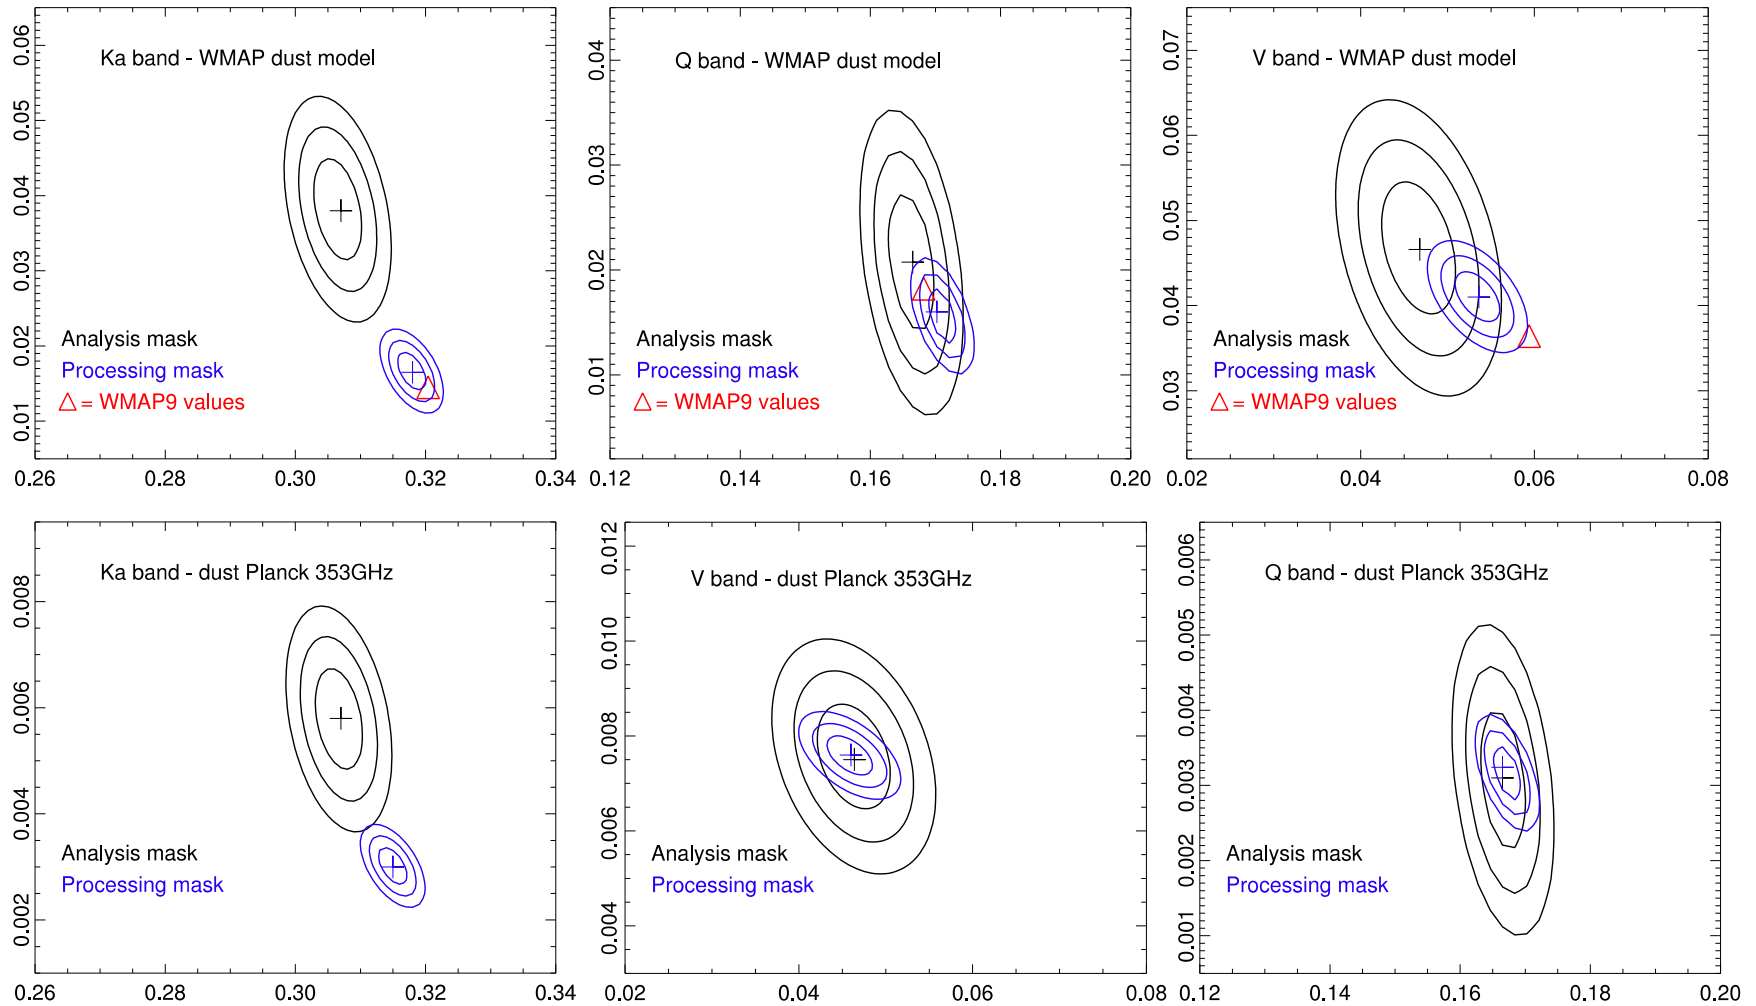 Ka band - WMAP dust model
Analysis mask
Processing mask
△ = WMAP9 values
0.06
0.05
0.04
0.03
0.02
0.01
0.26 0.28 0.30 0.32 0.34
Q band - WMAP dust model
Analysis mask
Processing mask
△ = WMAP9 values
0.04
0.03
0.02
0.01
0.12 0.14 0.16 0.18 0.20
V band - WMAP dust model
Analysis mask
Processing mask
△ = WMAP9 values
0.07
0.06
0.05
0.04
0.03
0.02 0.04 0.06 0.08
Ka band - dust Planck 353GHz
Analysis mask
Processing mask
0.008
0.006
0.004
0.002
0.26 0.28 0.30 0.32 0.34
V band - dust Planck 353GHz
Analysis mask
Processing mask
0.012
0.010
0.008
0.006
0.004
0.02 0.04 0.06 0.08
Q band - dust Planck 353GHz
Analysis mask
Processing mask
0.006
0.005
0.004
0.003
0.002
0.001
0.12 0.14 0.16 0.18 0.20